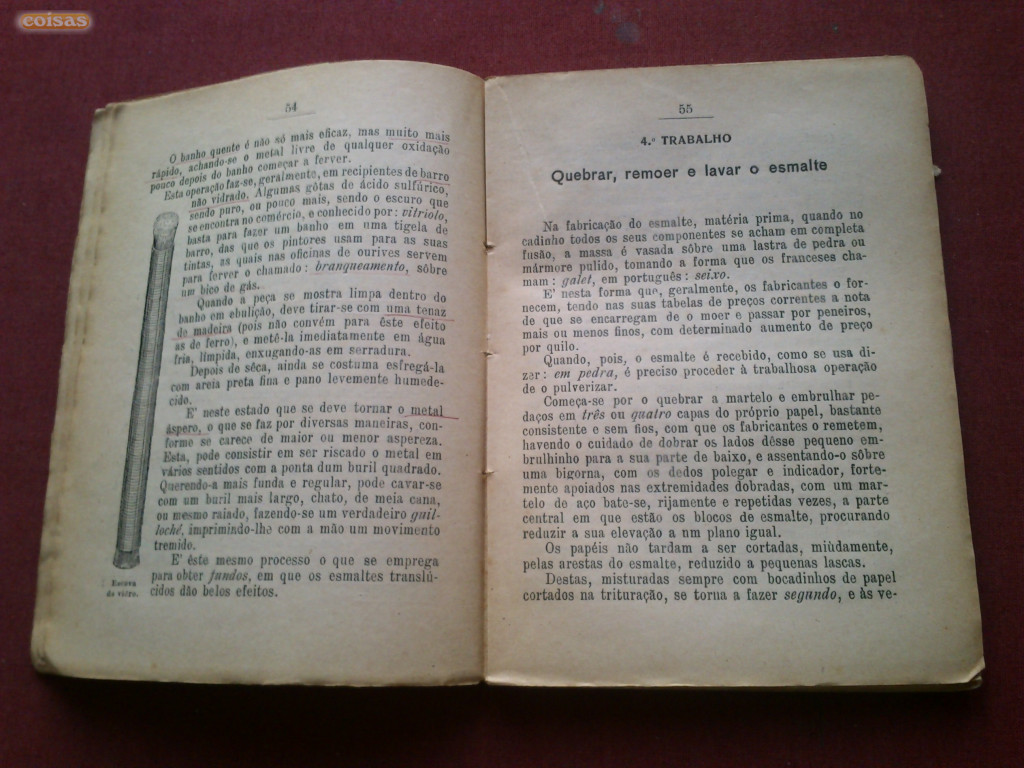 coisas
54
O banho quente é não só mais eficaz, mas muito mais
rápido, achando-se o metal livre de qualquer oxidação
pouco depois do banho começar a ferver.
Esta operação faz-se, geralmente, em recipientes de barro
não vidrado. Algumas gôtas de ácido sulfúrico,
sendo puro, ou pouco mais, sendo o escuro que
se encontra no comércio, e conhecido por: vitríolo,
basta para fazer um banho em uma tigela de
barro, das que os pintores usam para as suas
tintas, as quais nas oficinas de ourives servem
para ferver o chamado: branqueamento, sôbre
um bico de gás.
Quando a peça se mostra limpa dentro do
banho em ebulição, deve tirar-se com uma tenaz
de madeira (pois não convém para êste efeito
as de ferro), e metê-la imediatamente em água
fria, límpida, enxugando-as em serradura.
Depois de sêca, ainda se costuma esfregá-la
com areia preta fina e pano levemente humede-
cido.
E' neste estado que se deve tornar o metal
áspero, o que se faz por diversas maneiras, con-
forme se carece de maior ou menor aspereza.
Esta, pode consistir em ser riscado o metal em
vários sentidos com a ponta dum buril quadrado.
Querendo-a mais funda e regular, pode cavar-se
com um buril mais largo, chato, de meia cana,
ou mesmo raiado, fazendo-se um verdadeiro guil-
loché, imprimindo-lhe com a mão um movimento
tremido.
E' êste mesmo processo o que se emprega
para obter fundos, em que os esmaltes translú-
cidos dão belos efeitos.
Escova
de vidro.
55
4.º TRABALHO
Quebrar, remoer e lavar o esmalte
Na fabricação do esmalte, matéria prima, quando no
cadinho todos os seus componentes se acham em completa
fusão, a massa é vasada sôbre uma lastra de pedra ou
mármore pulido, tomando a forma que os franceses cha-
mam: galet, em português: seixo.
E' nesta forma que, geralmente, os fabricantes o for-
necem, tendo nas suas tabelas de preços correntes a nota
de que se encarregam de o moer e passar por peneiros,
mais ou menos finos, com determinado aumento de preço
por quilo.
Quando, pois, o esmalte é recebido, como se usa di-
zer: em pedra, é preciso proceder à trabalhosa operação
de o pulverizar.
Começa-se por o quebrar a martelo e embrulhar pe-
daços em três ou quatro capas do próprio papel, bastante
consistente e sem fios, com que os fabricantes o remetem,
havendo o cuidado de dobrar os lados dêsse pequeno em-
brulhinho para a sua parte de baixo, e assentando-o sôbre
uma bigorna, com os dedos polegar e indicador, forte-
mente apoiados nas extremidades dobradas, com um mar-
telo de aço bate-se, rijamente e repetidas vezes, a parte
central em que estão os blocos de esmalte, procurando
reduzir a sua elevação a nm plano igual.
Os papéis não tardam a ser cortadas, miùdamente,
pelas arestas do esmalte, reduzido a pequenas lascas.
Destas, misturadas sempre com bocadinhos de papel
cortados na trituração, se torna a fazer segundo, e às ve-